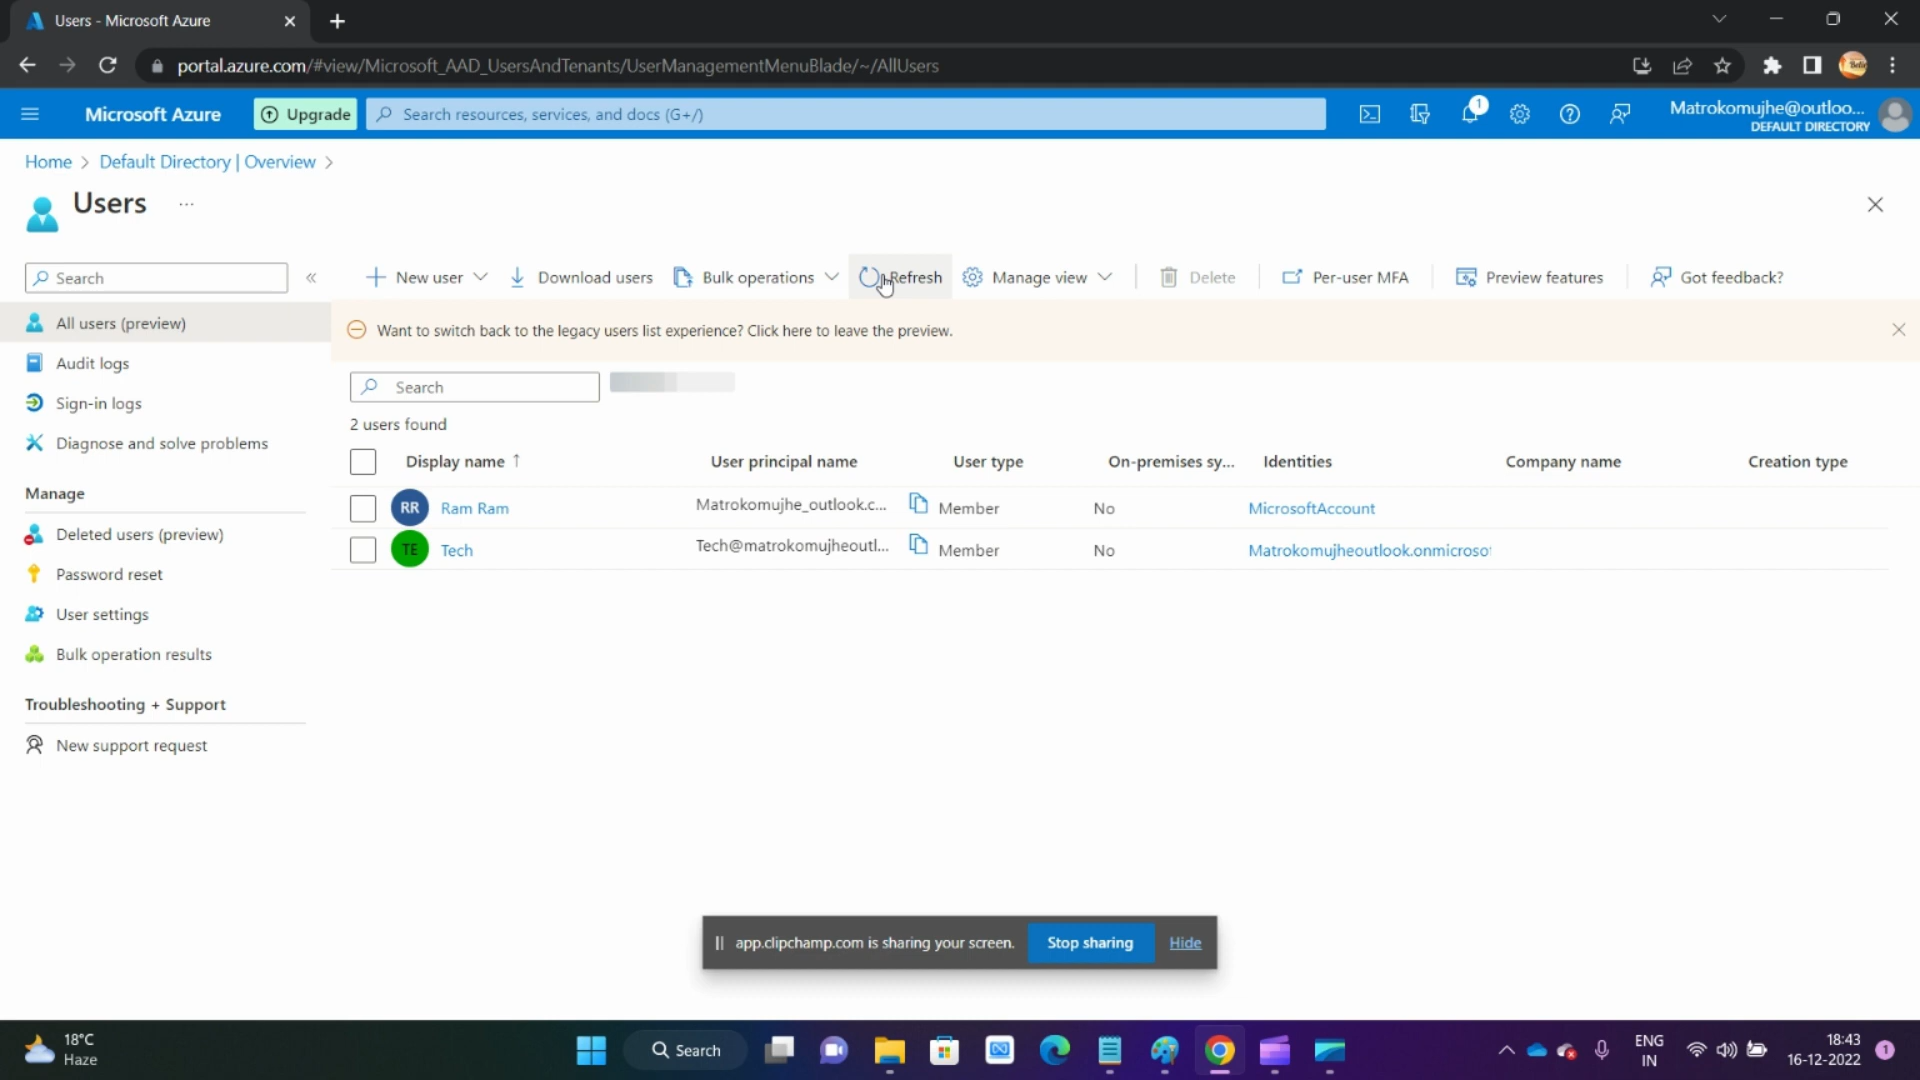 Users - Microsoft Azure
portal.azure.com/#view/Microsoft_AAD_UsersAndTenants/UserManagementMenuBlade/~/AllUsers
Microsoft Azure
Upgrade
Search resources, services, and docs (G+/)
1
Matrokomujhe@outloo...
DEFAULT DIRECTORY
Home > Default Directory | Overview >
Users ...
Search
«
New user
Download users
Bulk operations
Refresh
Manage view
Delete
Per-user MFA
Preview features
Got feedback?
All users (preview)
Audit logs
Sign-in logs
Diagnose and solve problems
Manage
Deleted users (preview)
Password reset
User settings
Bulk operation results
Troubleshooting + Support
New support request
Want to switch back to the legacy users list experience? Click here to leave the preview.
Search
2 users found
Display name ↑ User principal name User type On-premises sy... Identities Company name Creation type
RR Ram Ram Matrokomujhe_outlook.c... Member No MicrosoftAccount
TE Tech Tech@matrokomujheoutl... Member No Matrokomujheoutlook.onmicrosof
app.clipchamp.com is sharing your screen. Stop sharing Hide
18°C
Haze
Search
ENG
IN
18:43
16-12-2022
1